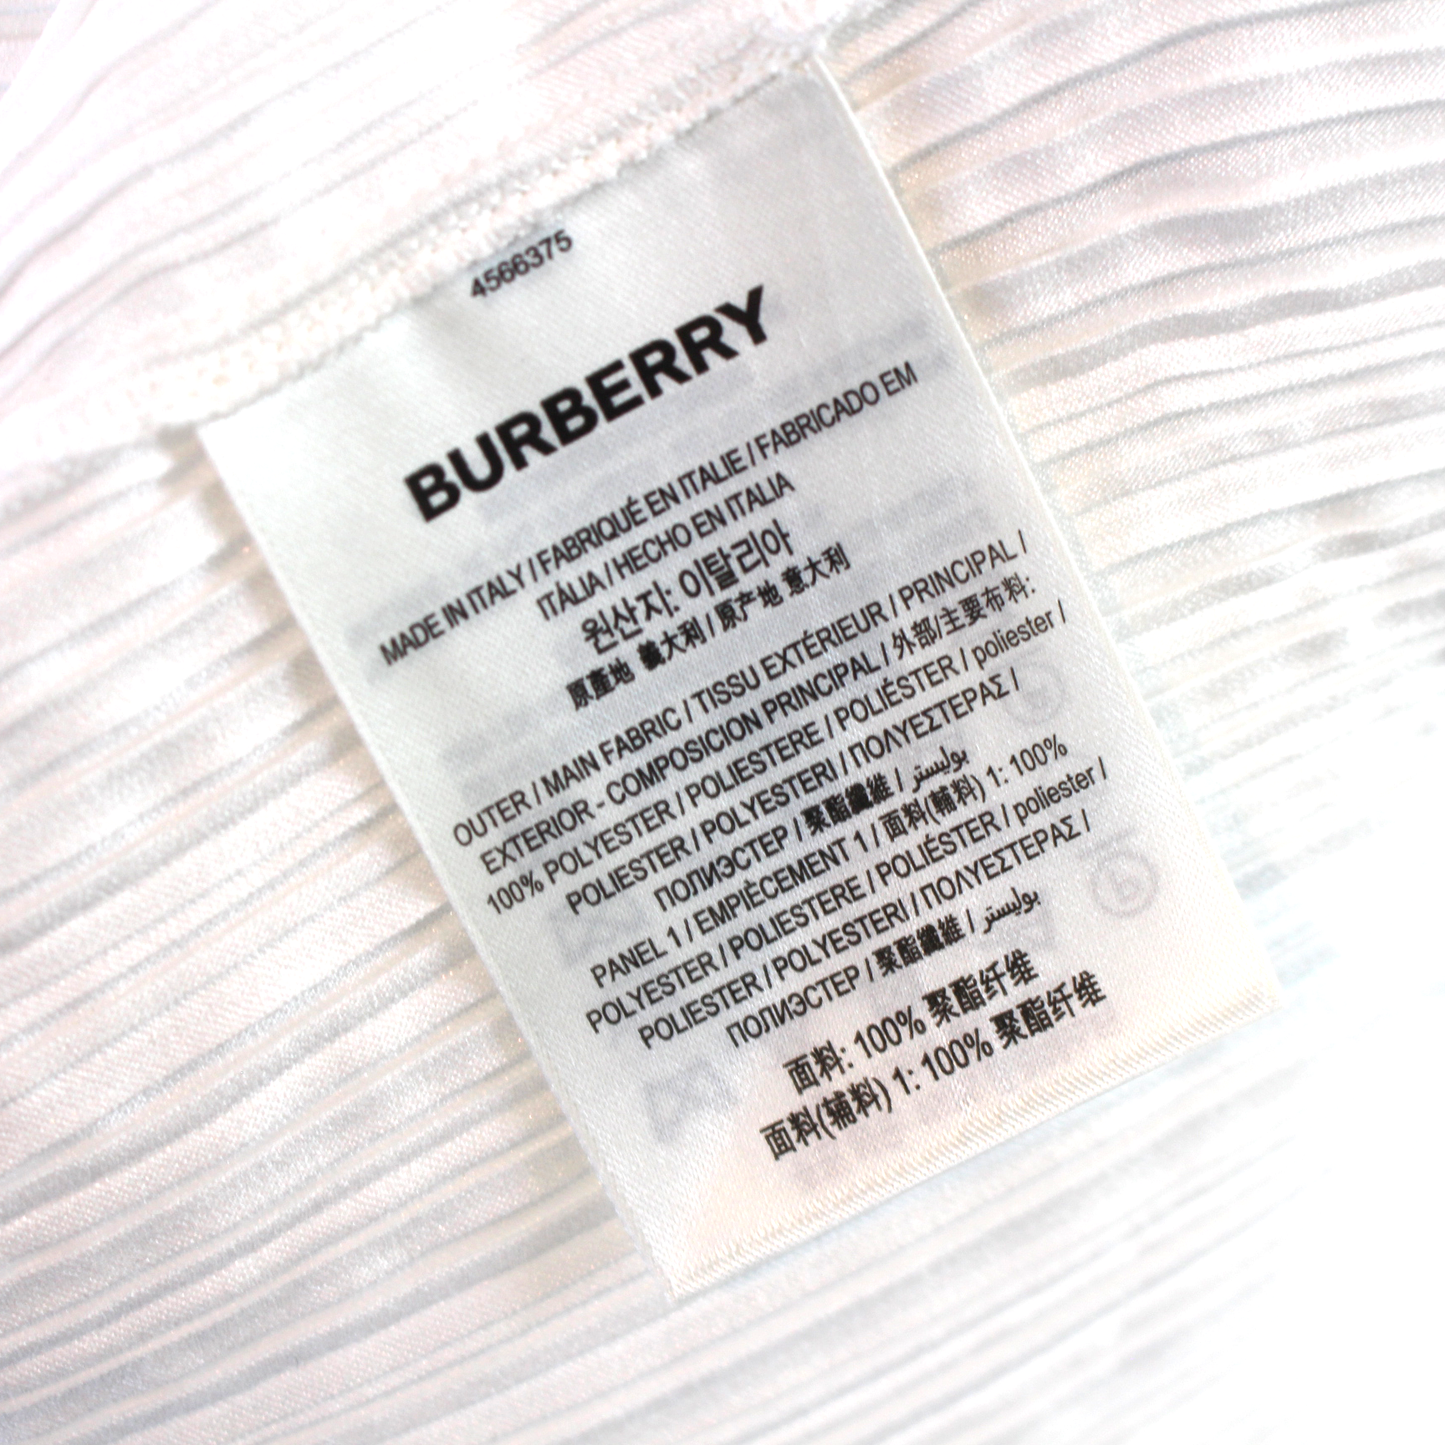 4566375
BURBERRY
MADE IN ITALY / FABRIQUÉ EN ITALIE / FABRICADO EM
ITÁLIA / HECHO EN ITALIA
원산지: 이탈리아
原產地 義大利 / 原产地 意大利
OUTER / MAIN FABRIC / TISSU EXTÉRIEUR / PRINCIPAL /
EXTERIOR - COMPOSICION PRINCIPAL / 外部/主要布料:
100% POLYESTER / POLIESTERE / POLIÉSTER / poliester /
POLIESTER / POLYESTERI / ΠΟΛΥΕΣΤΕΡΑΣ /
ПОЛИЭСТЕР / 聚酯纖維 / بوليستر
PANEL 1 / EMPIÈCEMENT 1 / 面料(輔料) 1: 100%
POLYESTER / POLIESTERE / POLIÉSTER / poliester /
POLIESTER / POLYESTERI / ΠΟΛΥΕΣΤΕΡΑΣ /
ПОЛИЭСТЕР / 聚酯纖維 / بوليستر
面料: 100% 聚酯纤维
面料(辅料) 1: 100% 聚酯纤维